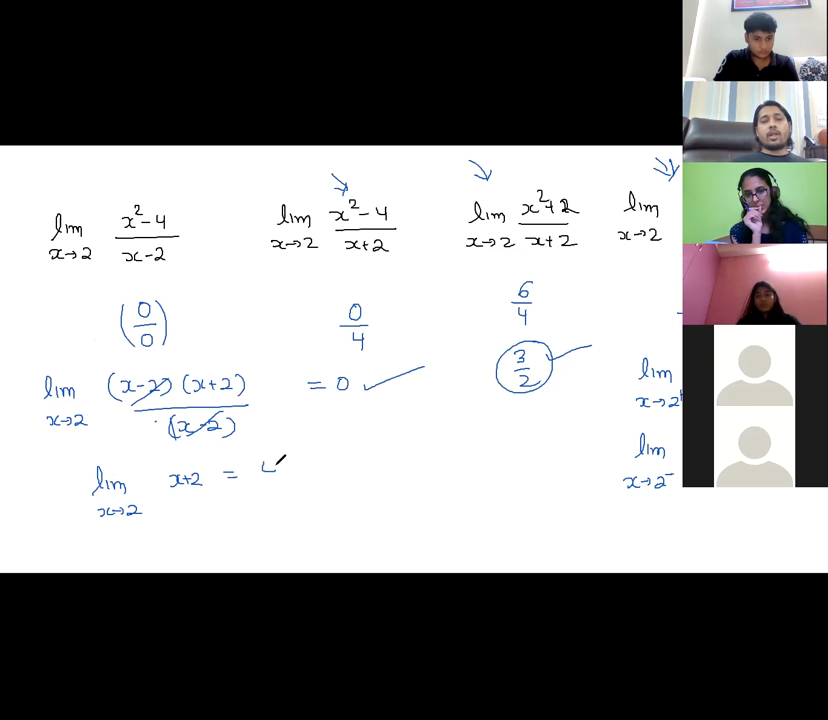 lim x→2 x²-4 / x-2
(0/0)
lim x→2 (x-2)(x+2) / (x-2)
lim x→2 x+2 =
lim x→2 x²-4 / x+2
0/4
= 0
lim x→2 x²+2 / x+2
6/4
3/2
lim x→2
lim x→2⁺
lim x→2⁻